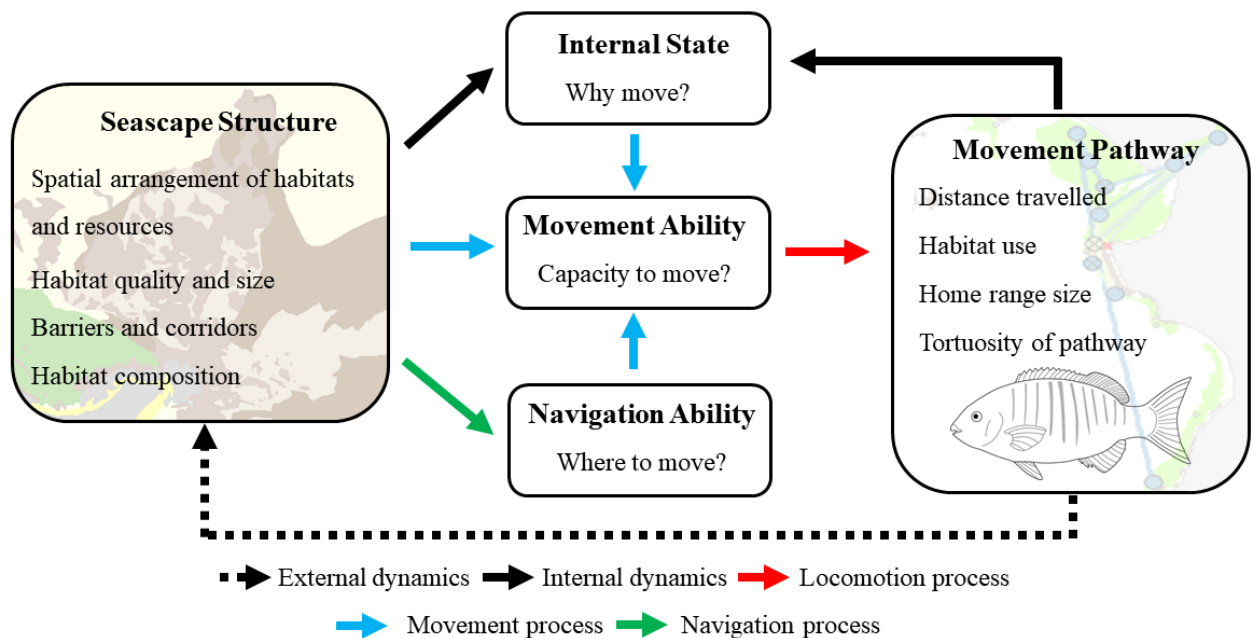 Internal State
Why move?
Seascape Structure
Spatial arrangement of habitats
and resources
Habitat quality and size
Barriers and corridors
Habitat composition
Movement Ability
Capacity to move?
Navigation Ability
Where to move?
Movement Pathway
Distance travelled
Habitat use
Home range size
Tortuosity of pathway
External dynamics
Internal dynamics
Locomotion process
Movement process
Navigation process